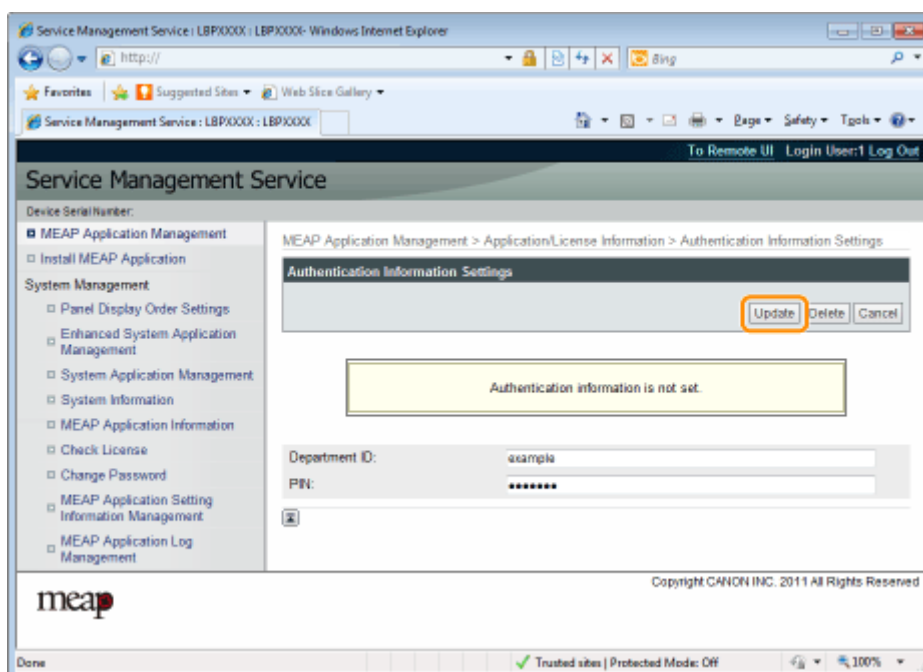 Service Management Service : LBPXXXX : LBPXXXX- Windows Internet Explorer
http://
Bing
Favorites
Suggested Sites
Web Slice Gallery
Service Management Service : LBPXXXX : LBPXXXX
Page
Safety
Tools
To Remote UI Login User:1 Log Out
Service Management Service
Device Serial Number:
MEAP Application Management
Install MEAP Application
System Management
Panel Display Order Settings
Enhanced System Application
Management
System Application Management
System Information
MEAP Application Information
Check License
Change Password
MEAP Application Setting
Information Management
MEAP Application Log
Management
MEAP Application Management > Application/License Information > Authentication Information Settings
Authentication Information Settings
Update Delete Cancel
Authentication information is not set.
Department ID: example
PIN: •••••••
Copyright CANON INC. 2011 All Rights Reserved
meap
Done
Trusted sites | Protected Mode: Off
100%